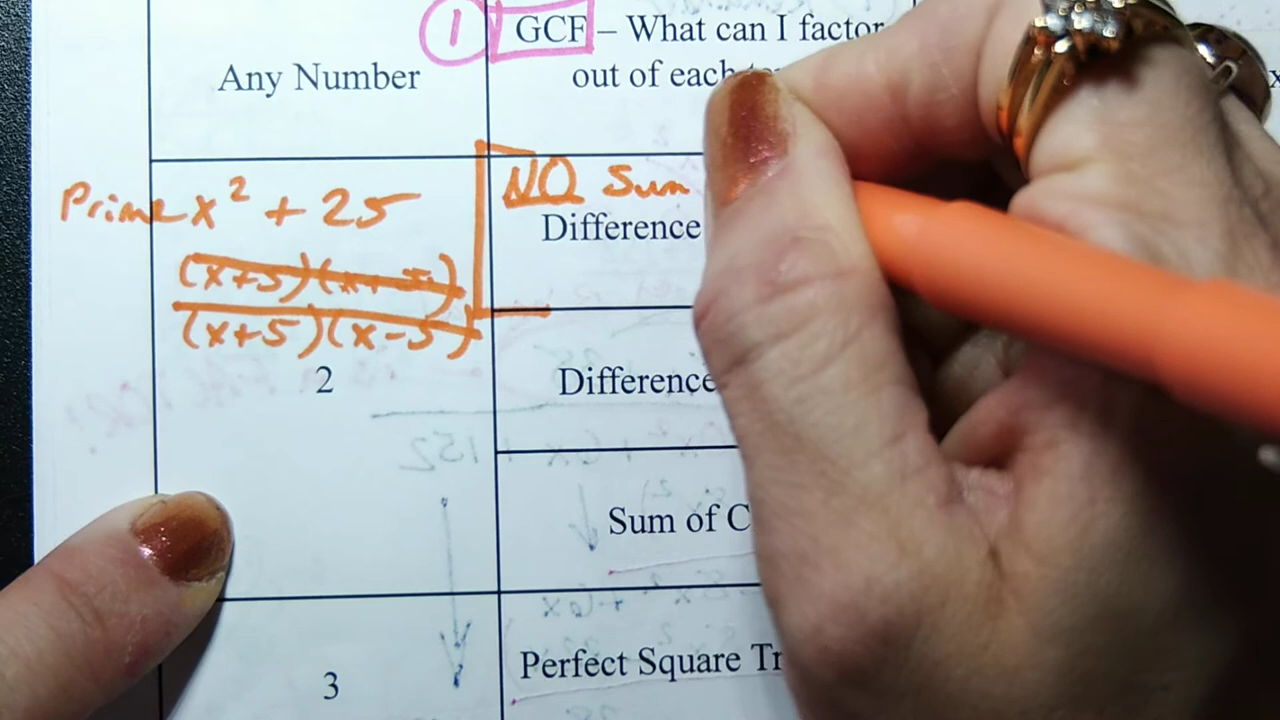 ① GCF – What can I factor
Any Number
out of each
NO Sum
Prime x² + 25
Difference
(x+5)(x+5)
(x+5)(x-5)
2
Difference
152
Sum of C
Perfect Square Tr
3